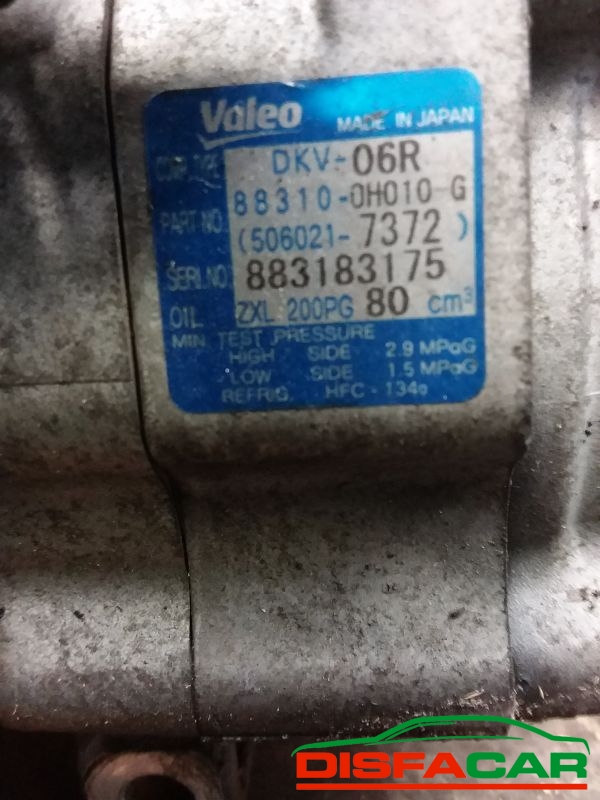 Valeo MADE IN JAPAN
COMP. TYPE DKV-06R
PART NO. 88310-0H010-G
(506021-7372)
SERI.NO. 883183175
OIL ZXL 200PG 80 cm³
MIN TEST PRESSURE
HIGH SIDE 2.9 MPaG
LOW SIDE 1.5 MPaG
REFRIG. HFC-134a
DISFACAR